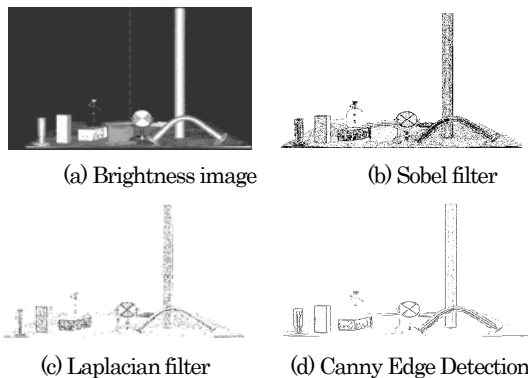 (a) Brightness image
(b) Sobel filter
(c) Laplacian filter
(d) Canny Edge Detection